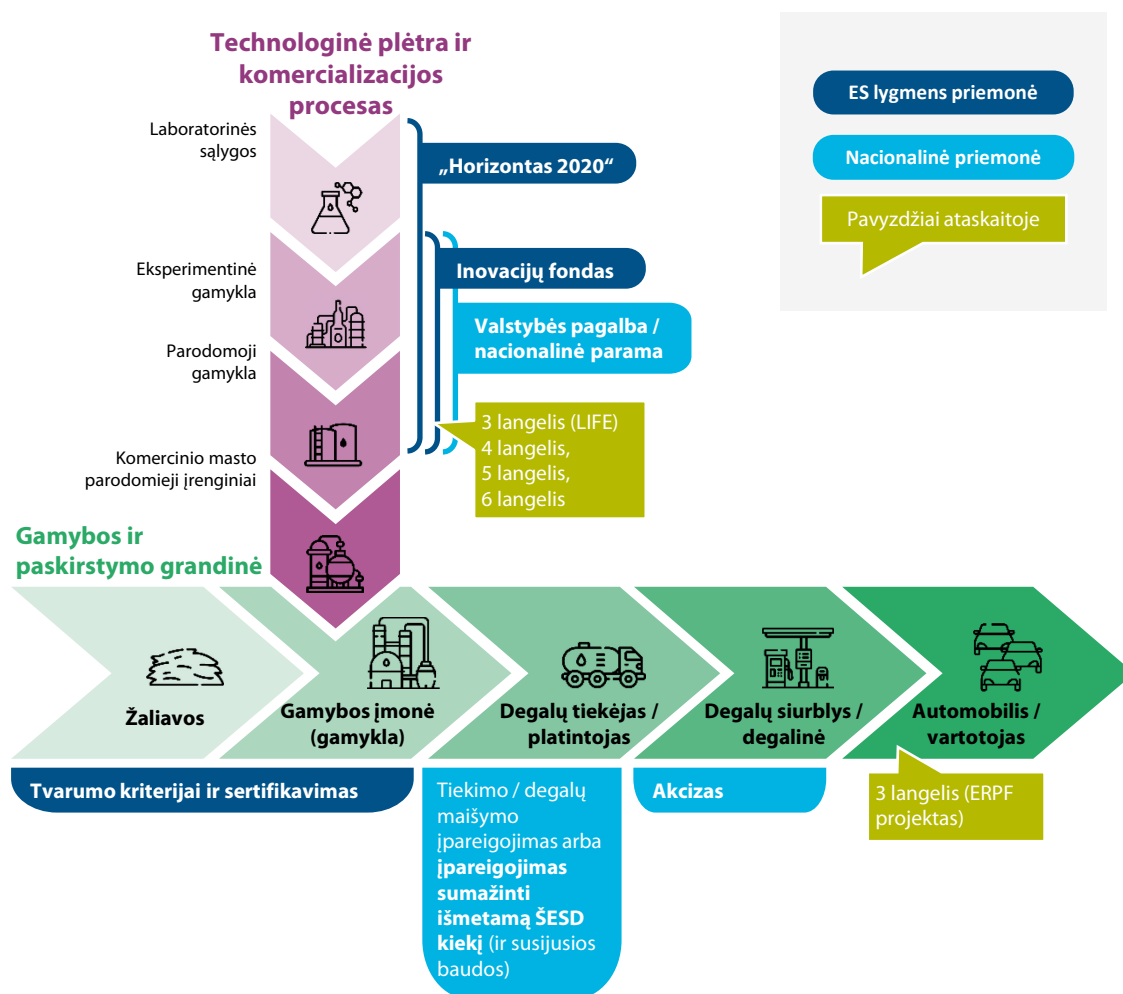 Technologinė plėtra ir
komercializacijos
procesas
Laboratorinės
sąlygos
Eksperimentinė
gamykla
Parodomoji
gamykla
Komercinio masto
parodomieji įrenginiai
„Horizontas 2020“
Inovacijų fondas
Valstybės pagalba /
nacionalinė parama
3 langelis (LIFE)
4 langelis,
5 langelis,
6 langelis
ES lygmens priemonė
Nacionalinė priemonė
Pavyzdžiai ataskaitoje
Gamybos ir
paskirstymo grandinė
Žaliavos
Gamybos įmonė
(gamykla)
Degalų tiekėjas /
platintojas
Degalų siurblys /
degalinė
Automobilis /
vartotojas
Tvarumo kriterijai ir sertifikavimas
Tiekimo / degalų
maišymo
įpareigojimas arba
įpareigojimas
sumažinti
išmetamą ŠESD
kiekį (ir susijusios
baudos)
Akcizas
3 langelis (ERPF
projektas)